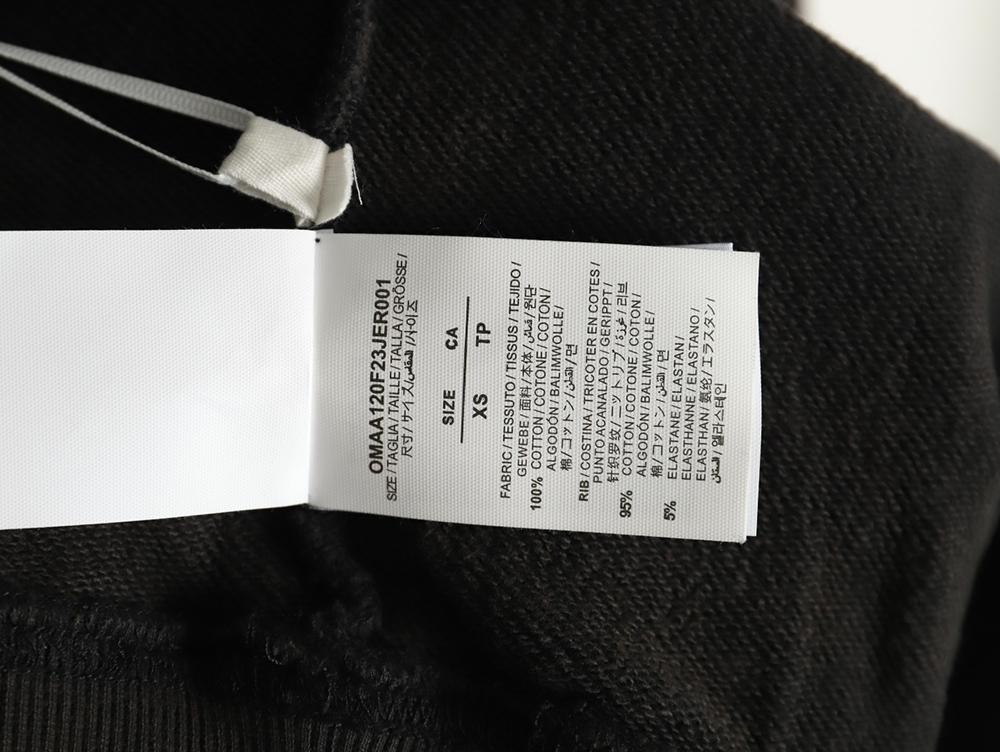 OMAA120F23JER001
SIZE/TAGLIA/TAILLE/TALLA/GRÖSSE/
尺寸/サイズ/المقاس/사이즈
SIZE CA
XS TP
FABRIC/TESSUTO/TISSUS/TEJIDO/
GEWEBE/面料/本体/قماش/원단
100% COTTON/COTONE/COTON/
ALGODÓN/BALIMWOLLE/
棉/コットン/القطن/면
RIB/COSTINA/TRICOTER EN COTES/
PUNTO ACANALADO/GERIPPT/
针织罗纹/ニットリブ/غرزة/리브
95% COTTON/COTONE/COTON/
ALGODÓN/BALIMWOLLE/
棉/コットン/القطن/면
5% ELASTANE/ELASTAN/
ELASTHANNE/ELASTANO/
ELASTHAN/氨纶/エラスタン/
/엘라스테인